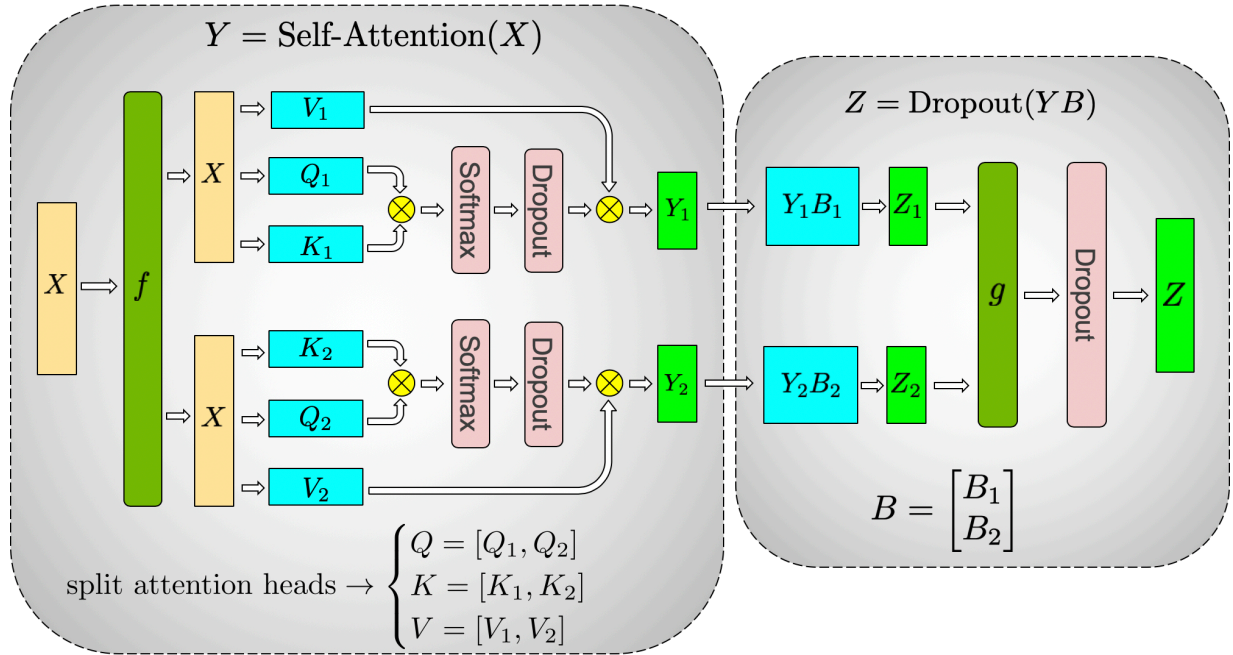 Y = Self-Attention(X)
X
f
X
V₁
Q₁
K₁
Softmax
Dropout
Y₁
X
K₂
Q₂
V₂
Softmax
Dropout
Y₂
split attention heads →
Q = [Q₁, Q₂]
K = [K₁, K₂]
V = [V₁, V₂]
Z = Dropout(YB)
Y₁B₁
Z₁
Y₂B₂
Z₂
g
Dropout
Z
B = [B₁
B₂]